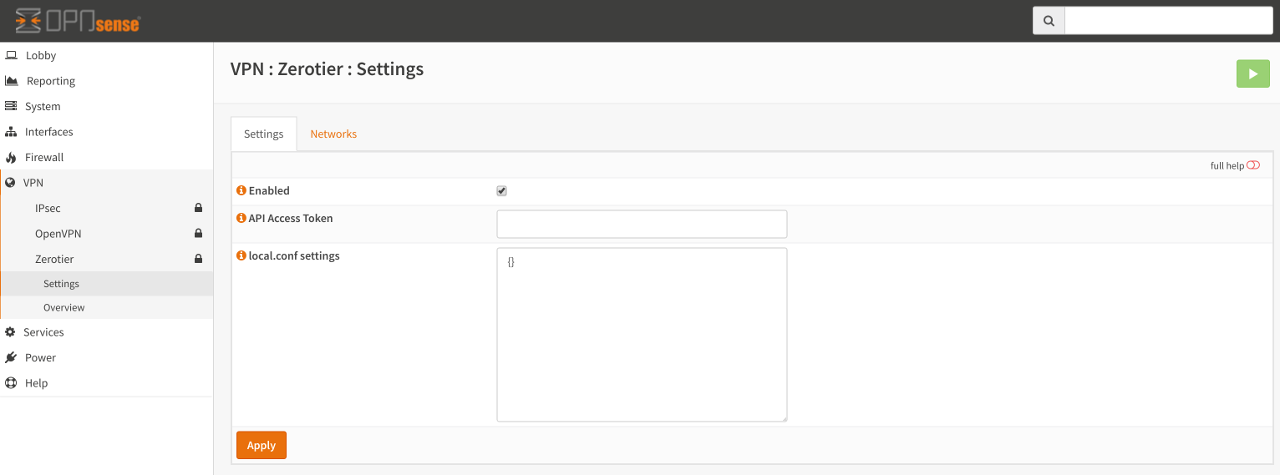 OPNsense
Lobby
Reporting
System
Interfaces
Firewall
VPN
IPsec
OpenVPN
Zerotier
Settings
Overview
Services
Power
Help
VPN : Zerotier : Settings
Settings Networks
full help
Enabled
API Access Token
local.conf settings
{}
Apply